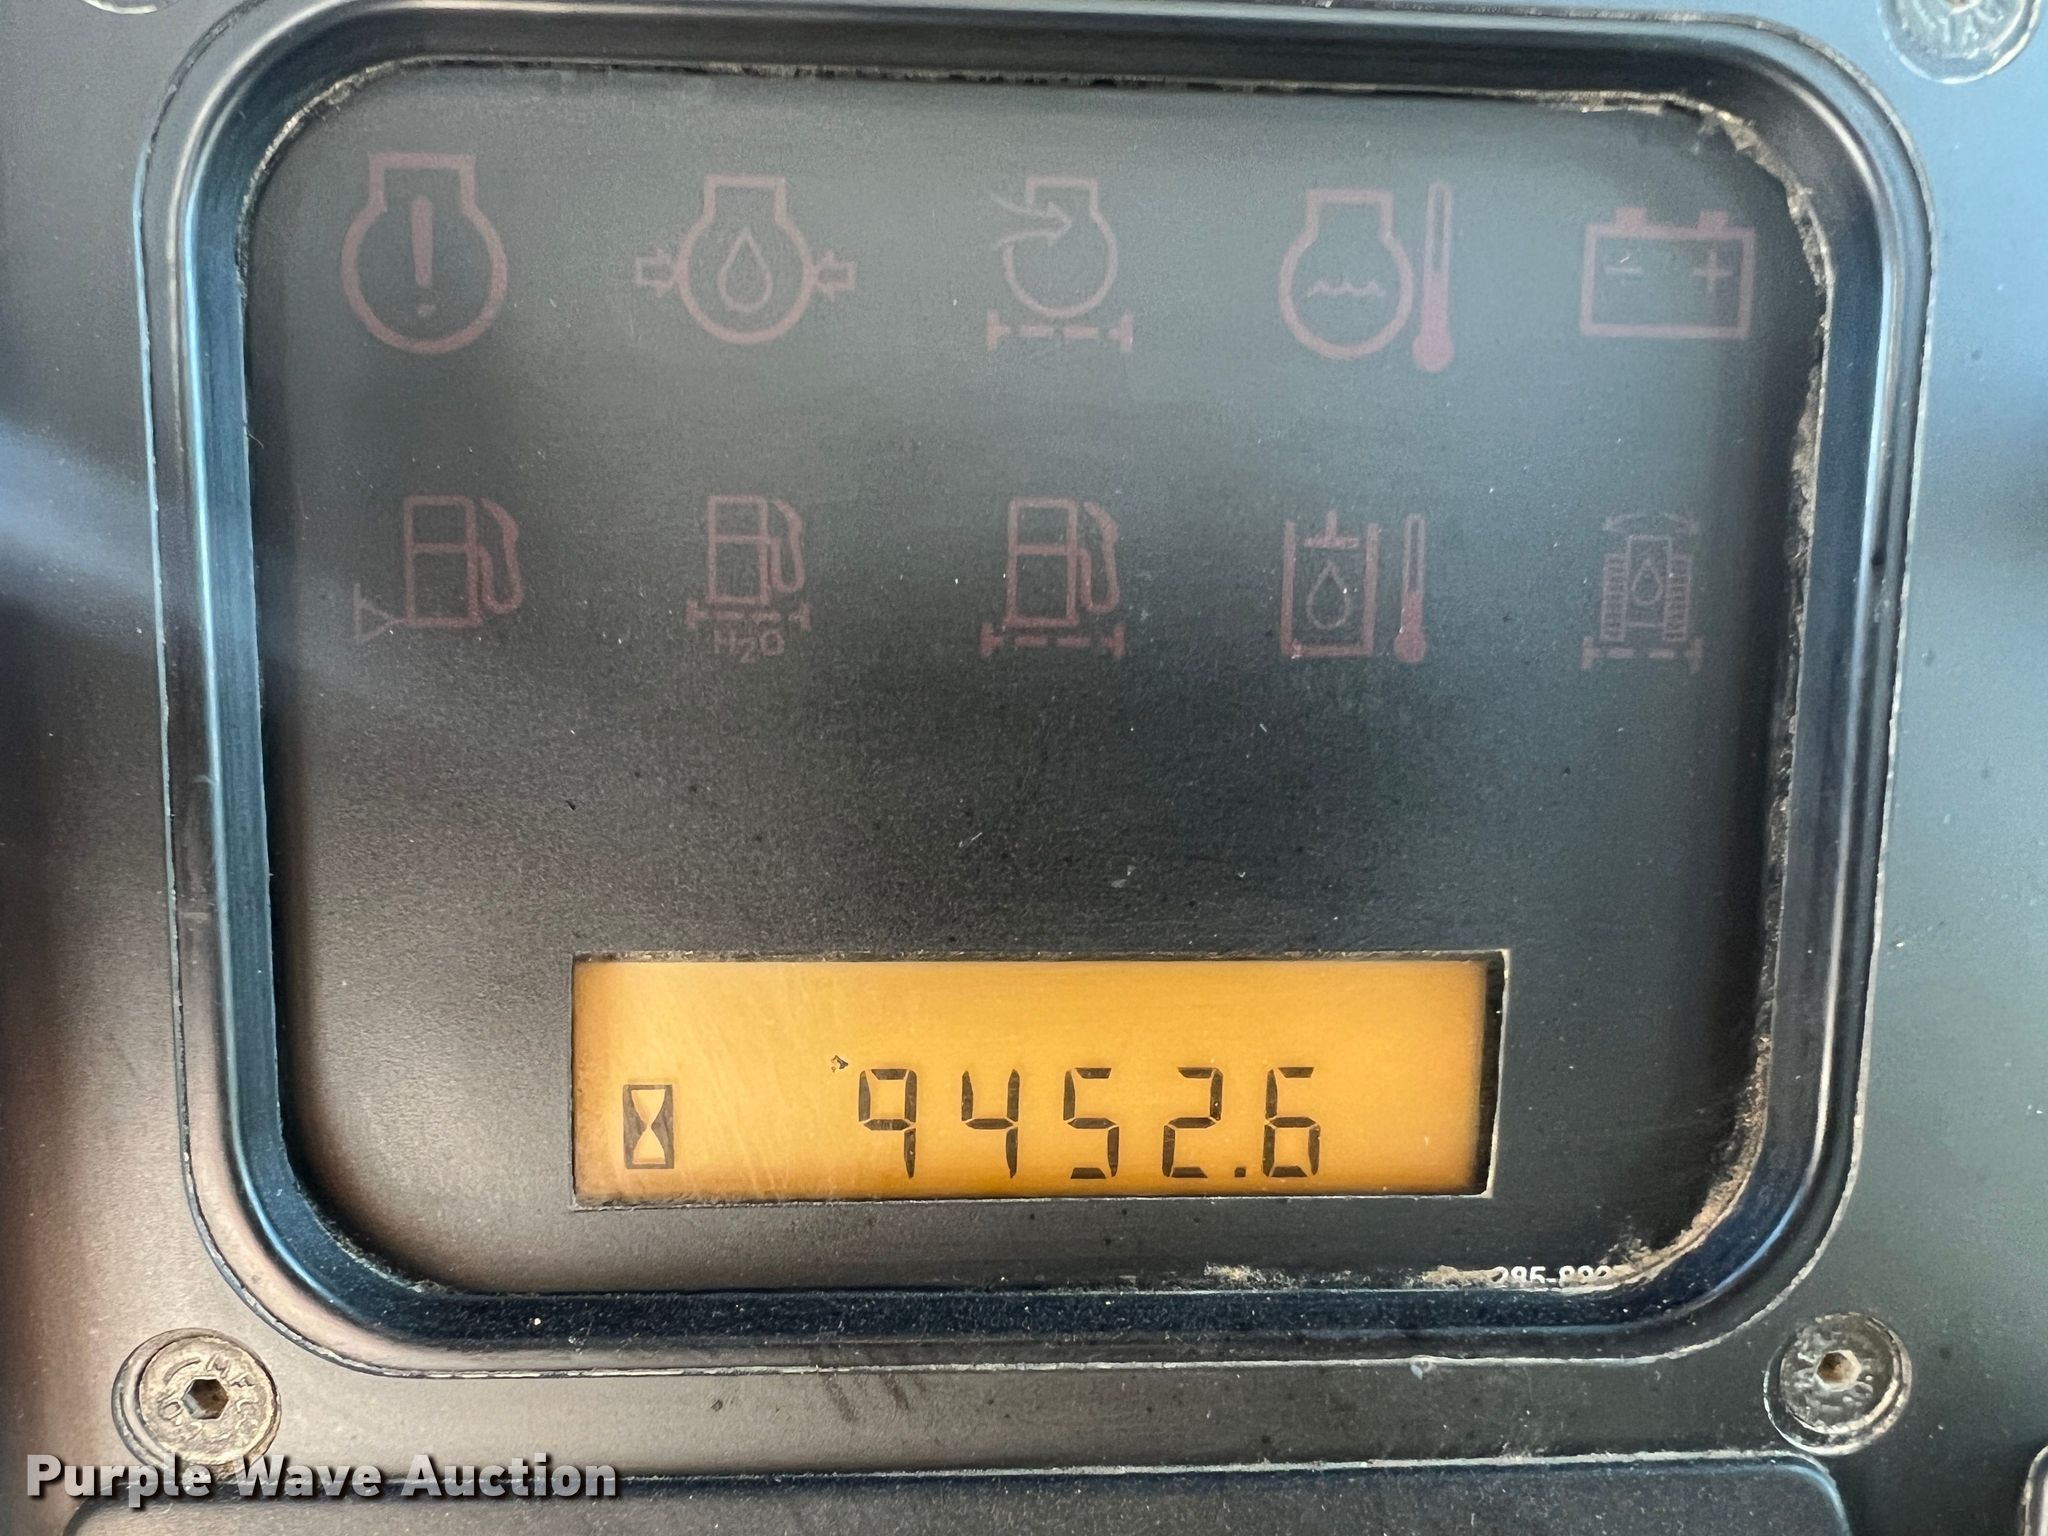 - +
H2O
9452.6
Purple Wave Auction